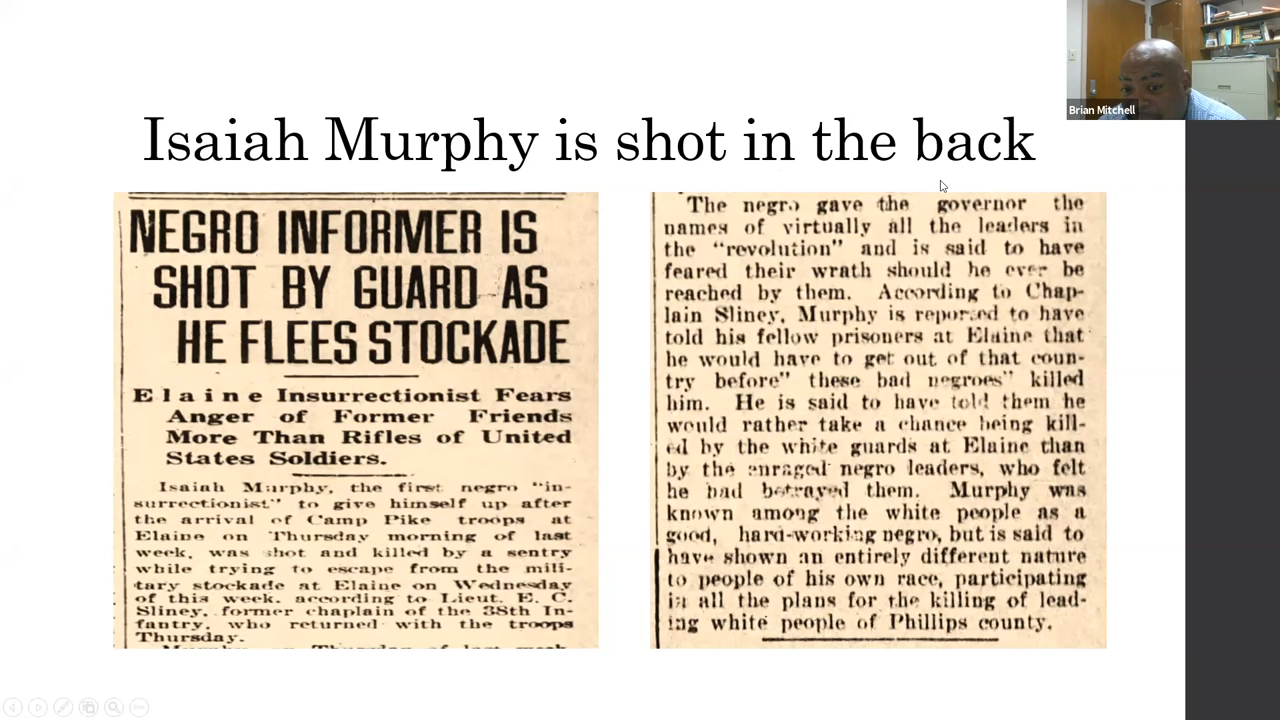 Brian Mitchell
Isaiah Murphy is shot in the back
NEGRO INFORMER IS
SHOT BY GUARD AS
HE FLEES STOCKADE
Elaine Insurrectionist Fears
Anger of Former Friends
More Than Rifles of United
States Soldiers.
Isaiah Murphy, the first negro "in-
surrectionist" to give himself up after
the arrival of Camp Pike troops at
Elaine on Thursday morning of last
week, was shot and killed by a sentry
while trying to escape from the mili-
tary stockade at Elaine on Wednesday
of this week, according to Lieut. E. C.
Sliney, former chaplain of the 38th In-
fantry, who returned with the troops
Thursday.
The negro gave the governor the
names of virtually all the leaders in
the "revolution" and is said to have
feared their wrath should he ever be
reached by them. According to Chap-
lain Sliney, Murphy is reported to have
told his fellow prisoners at Elaine that
he would have to get out of that coun-
try before" these bad negroes" killed
him. He is said to have told them he
would rather take a chance being kill-
ed by the white guards at Elaine than
by the enraged negro leaders, who felt
he had betrayed them. Murphy was
known among the white people as a
good, hard-working negro, but is said to
have shown an entirely different nature
to people of his own race, participating
in all the plans for the killing of lead-
ing white people of Phillips county.